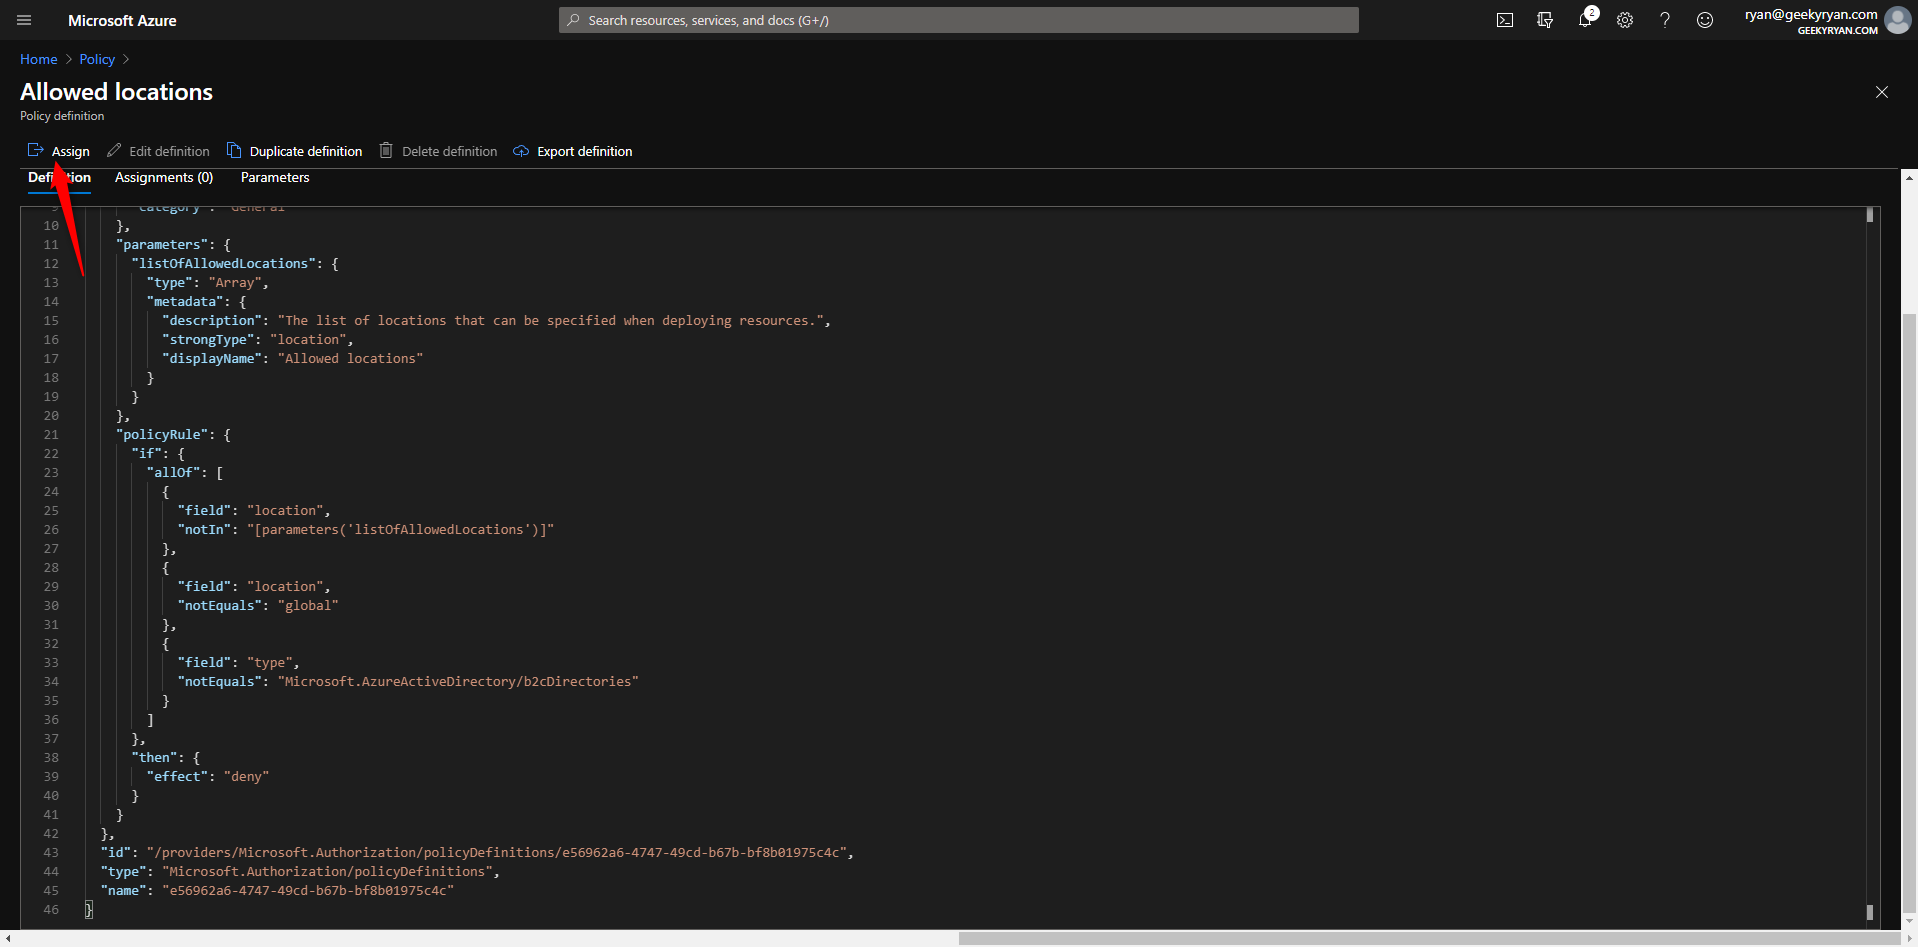 Microsoft Azure
Search resources, services, and docs (G+/)
2
ryan@geekyryan.com
GEEKYRYAN.COM
Home > Policy >
Allowed locations
Policy definition
Assign Edit definition Duplicate definition Delete definition Export definition
Definition Assignments (0) Parameters
9 "category": "General"
10 },
11 "parameters": {
12 "listOfAllowedLocations": {
13 "type": "Array",
14 "metadata": {
15 "description": "The list of locations that can be specified when deploying resources.",
16 "strongType": "location",
17 "displayName": "Allowed locations"
18 }
19 }
20 },
21 "policyRule": {
22 "if": {
23 "allOf": [
24 {
25 "field": "location",
26 "notIn": "[parameters('listOfAllowedLocations')]"
27 },
28 {
29 "field": "location",
30 "notEquals": "global"
31 },
32 {
33 "field": "type",
34 "notEquals": "Microsoft.AzureActiveDirectory/b2cDirectories"
35 }
36 ]
37 },
38 "then": {
39 "effect": "deny"
40 }
41 }
42 },
43 "id": "/providers/Microsoft.Authorization/policyDefinitions/e56962a6-4747-49cd-b67b-bf8b01975c4c",
44 "type": "Microsoft.Authorization/policyDefinitions",
45 "name": "e56962a6-4747-49cd-b67b-bf8b01975c4c"
46 }